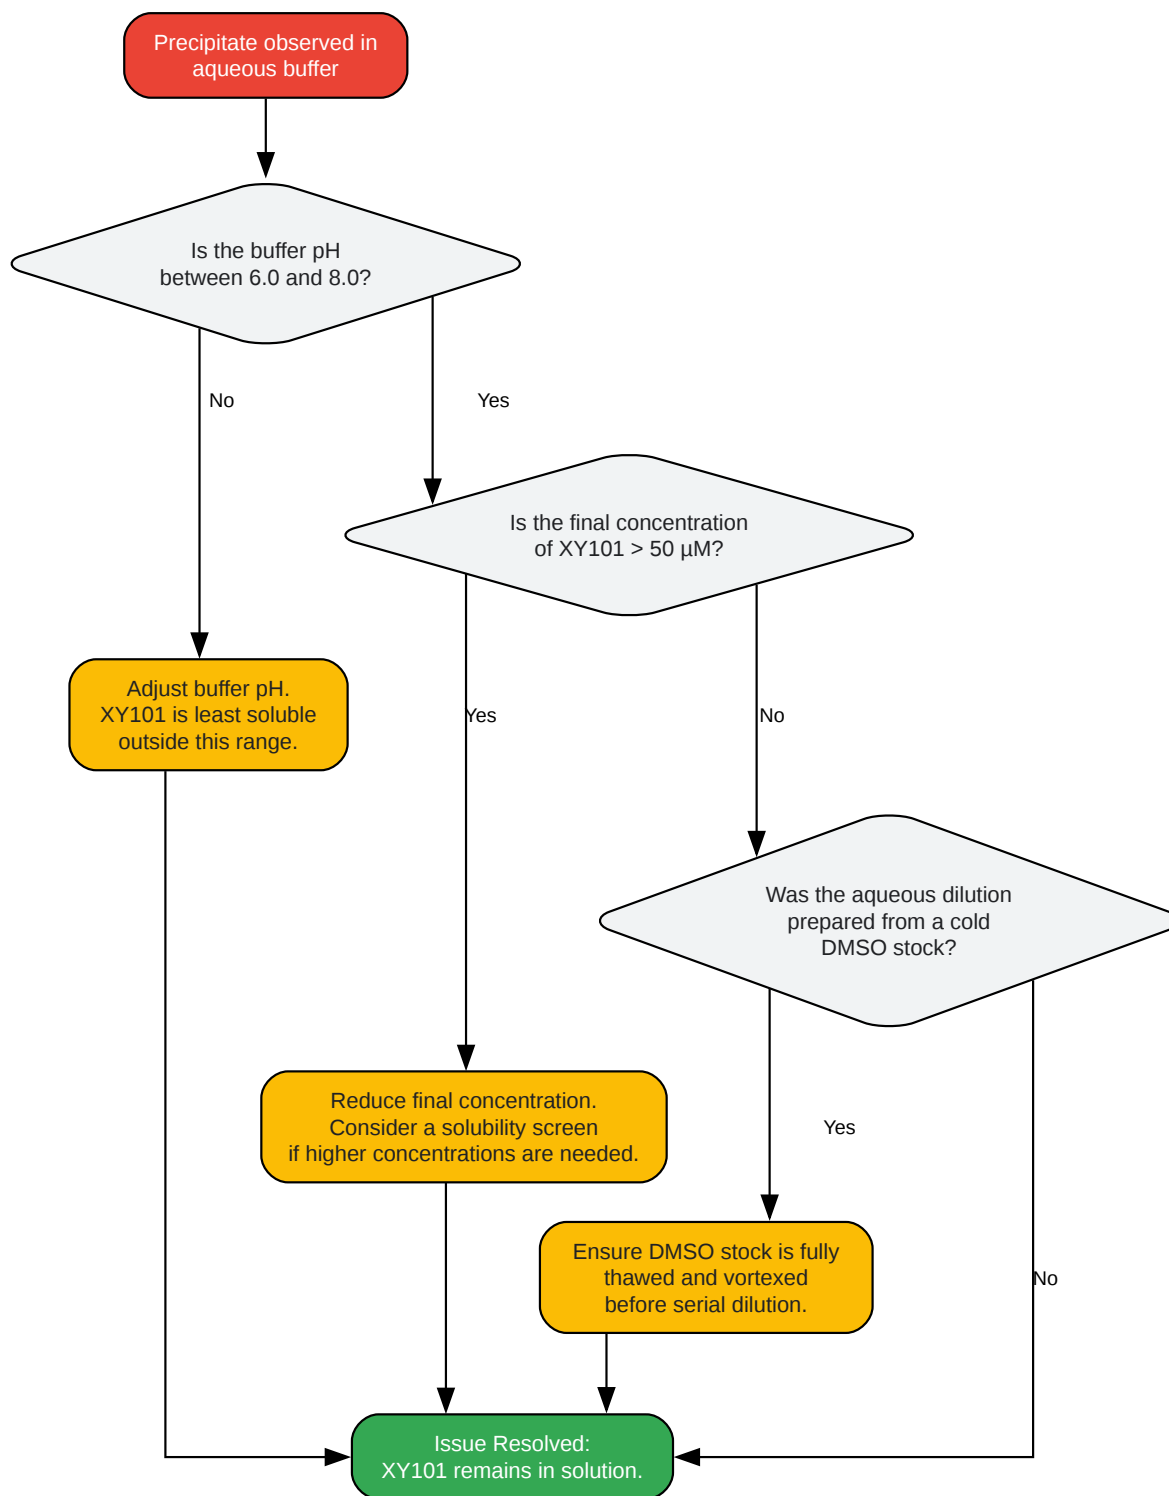 Precipitate observed in
aqueous buffer
Is the buffer pH
between 6.0 and 8.0?
No
Yes
Is the final concentration
of XY101 > 50 µM?
Adjust buffer pH.
XY101 is least soluble
outside this range.
Yes
No
Was the aqueous dilution
prepared from a cold
DMSO stock?
Reduce final concentration.
Consider a solubility screen
if higher concentrations are needed.
Yes
Ensure DMSO stock is fully
thawed and vortexed
before serial dilution.
No
Issue Resolved:
XY101 remains in solution.